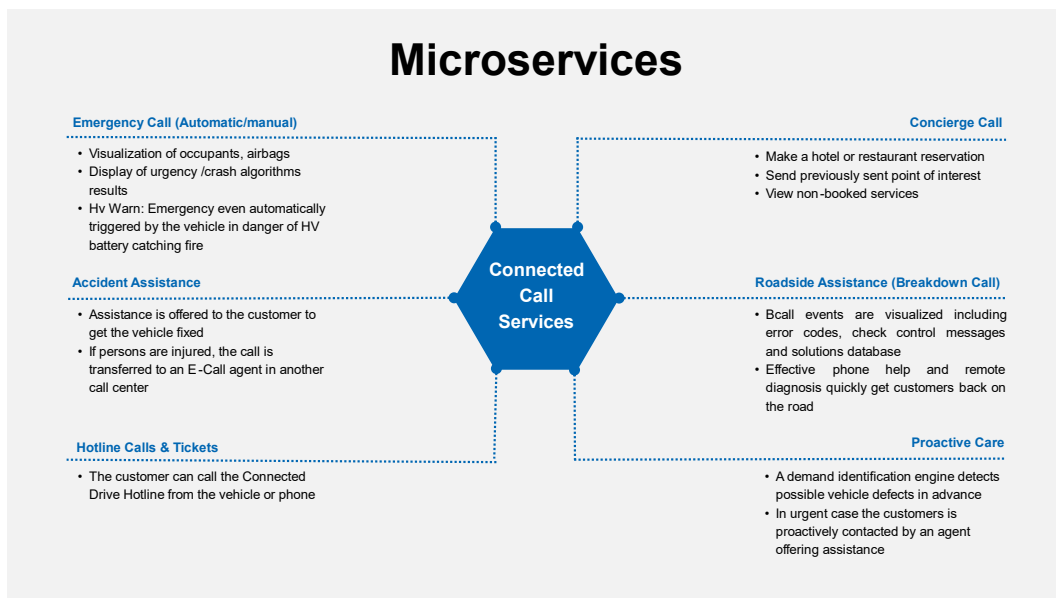 Microservices
Emergency Call (Automatic/manual)
• Visualization of occupants, airbags
• Display of urgency /crash algorithms
results
• Hv Warn: Emergency even automatically
triggered by the vehicle in danger of HV
battery catching fire
Accident Assistance
• Assistance is offered to the customer to
get the vehicle fixed
• If persons are injured, the call is
transferred to an E-Call agent in another
call center
Hotline Calls & Tickets
• The customer can call the Connected
Drive Hotline from the vehicle or phone
Connected
Call
Services
Concierge Call
• Make a hotel or restaurant reservation
• Send previously sent point of interest
• View non-booked services
Roadside Assistance (Breakdown Call)
• Bcall events are visualized including
error codes, check control messages
and solutions database
• Effective phone help and remote
diagnosis quickly get customers back on
the road
Proactive Care
• A demand identification engine detects
possible vehicle defects in advance
• In urgent case the customers is
proactively contacted by an agent
offering assistance